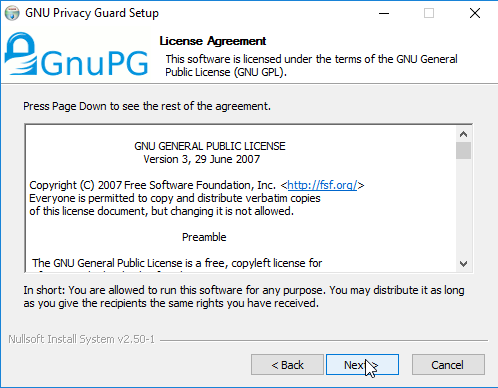 GNU Privacy Guard Setup
GnuPG
License Agreement
This software is licensed under the terms of the GNU General
Public License (GNU GPL).
Press Page Down to see the rest of the agreement.
GNU GENERAL PUBLIC LICENSE
Version 3, 29 June 2007
Copyright (C) 2007 Free Software Foundation, Inc. <http://fsf.org/>
Everyone is permitted to copy and distribute verbatim copies
of this license document, but changing it is not allowed.
Preamble
The GNU General Public License is a free, copyleft license for
In short: You are allowed to run this software for any purpose. You may distribute it as long
as you give the recipients the same rights you have received.
Nullsoft Install System v2.50-1
< Back
Next >
Cancel